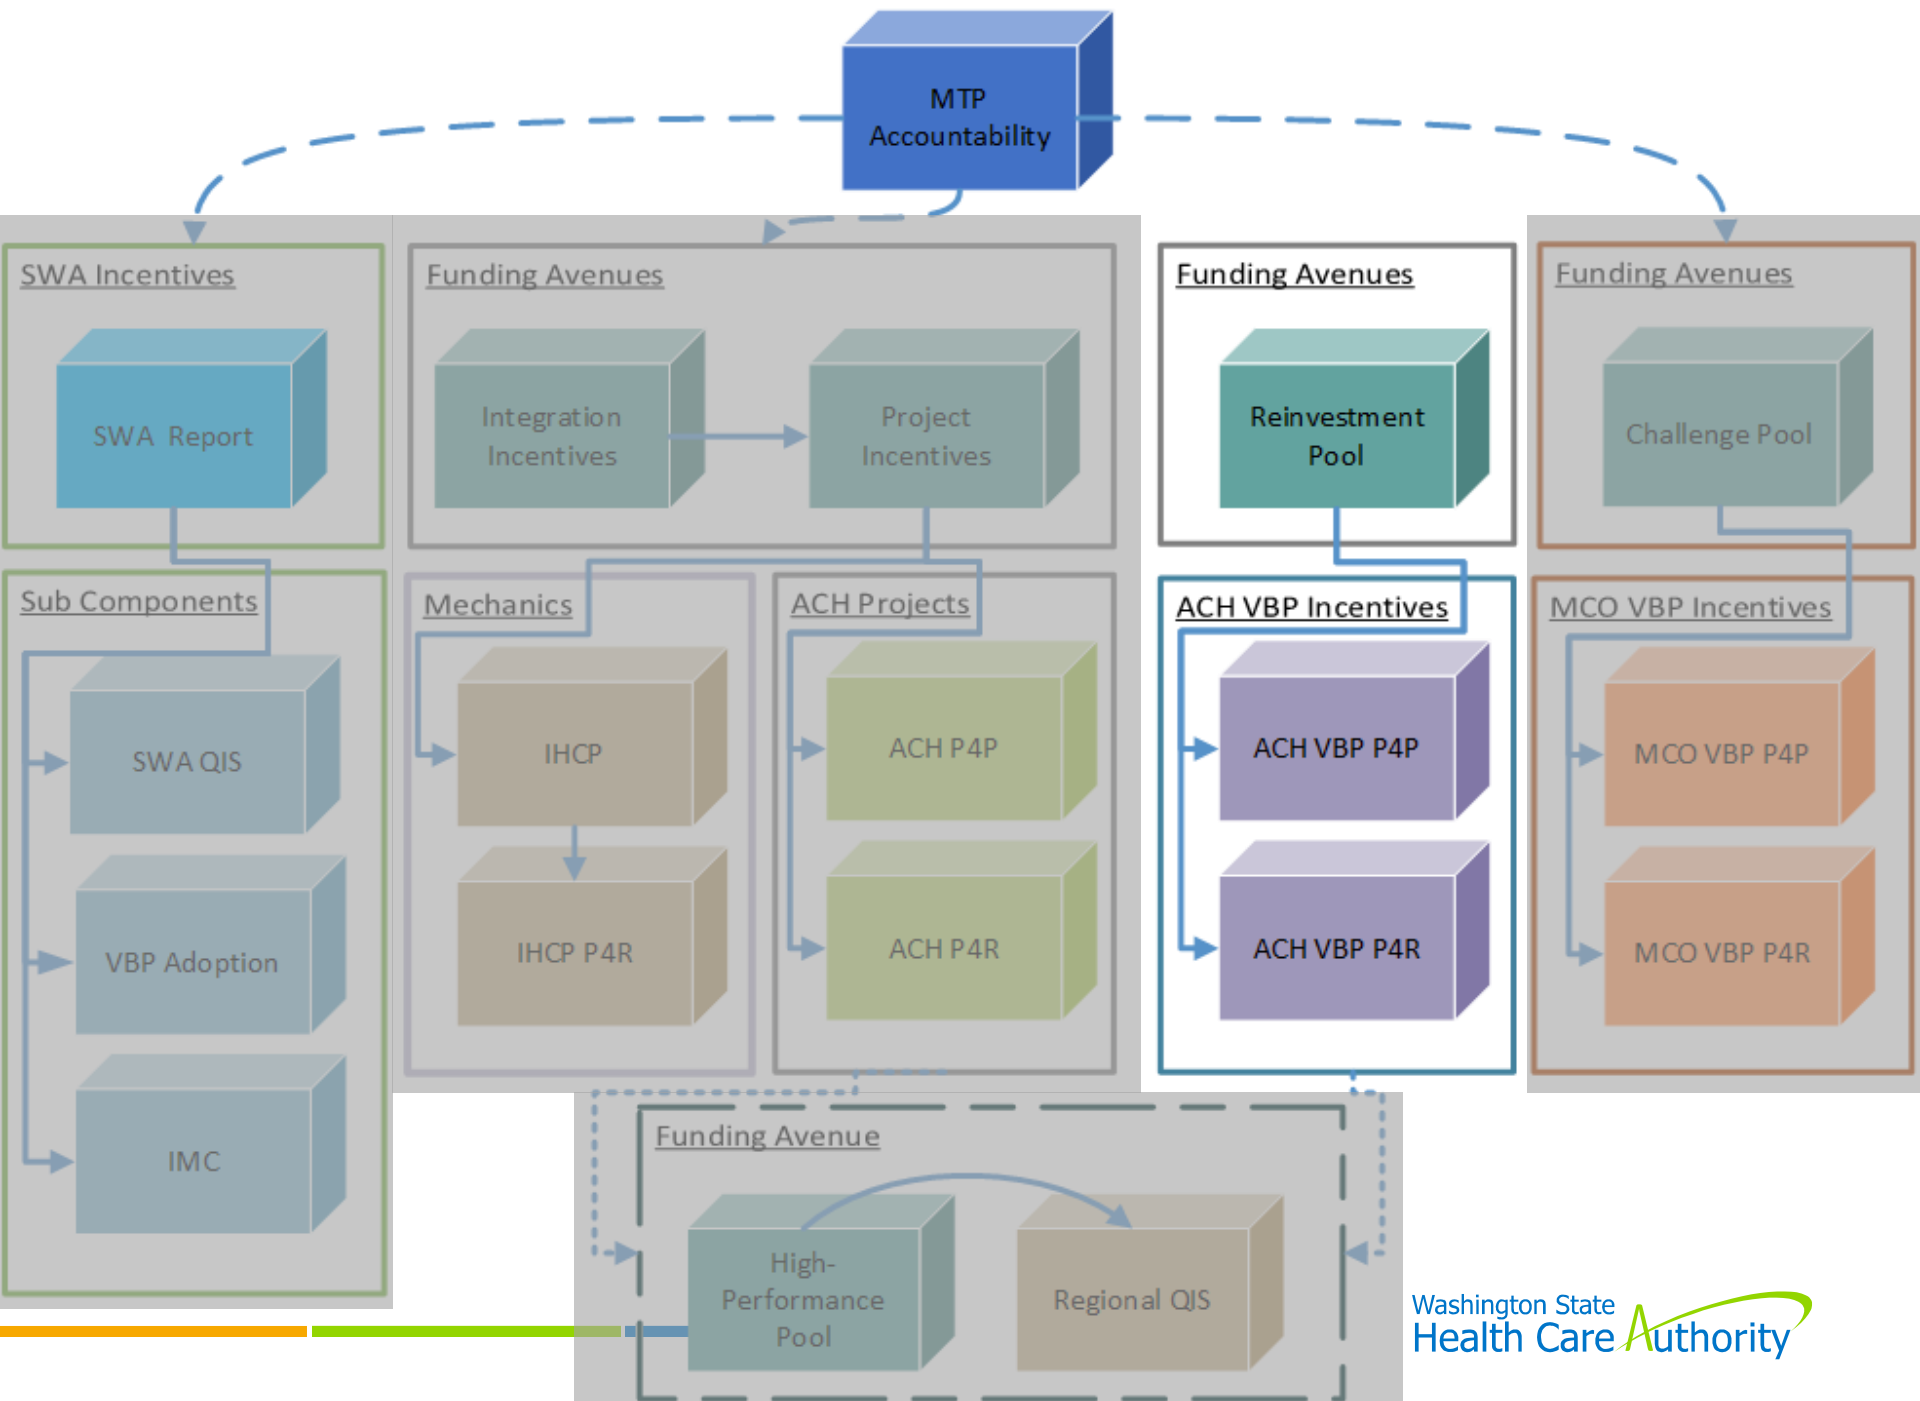 MTP
Accountability
SWA Incentives
SWA Report
Sub Components
SWA QIS
VBP Adoption
IMC
Funding Avenues
Integration
Incentives
Project
Incentives
Mechanics
IHCP
IHCP P4R
ACH Projects
ACH P4P
ACH P4R
Funding Avenues
Reinvestment
Pool
ACH VBP Incentives
ACH VBP P4P
ACH VBP P4R
Funding Avenues
Challenge Pool
MCO VBP Incentives
MCO VBP P4P
MCO VBP P4R
Funding Avenue
High-
Performance
Pool
Regional QIS
Washington State
Health Care Authority